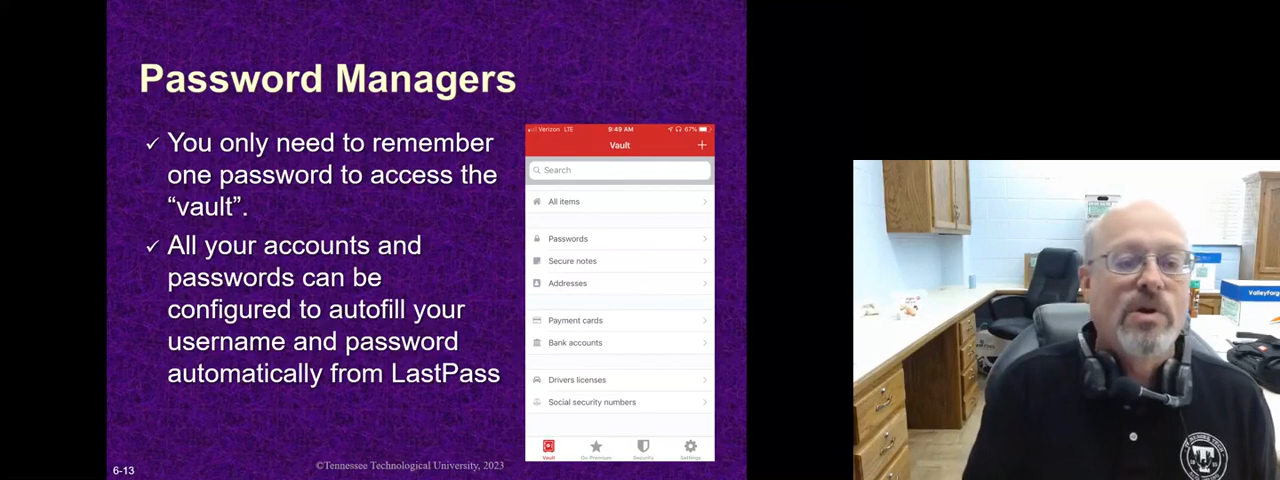 Password Managers
✓ You only need to remember
one password to access the
“vault”.
✓ All your accounts and
passwords can be
configured to autofill your
username and password
automatically from LastPass
Verizon LTE 9:49 AM 67%
Vault +
Search
All items
Passwords
Secure notes
Addresses
Payment cards
Bank accounts
Drivers licenses
Social security numbers
Vault Go Premium Security Settings
6-13
©Tennessee Technological University, 2023